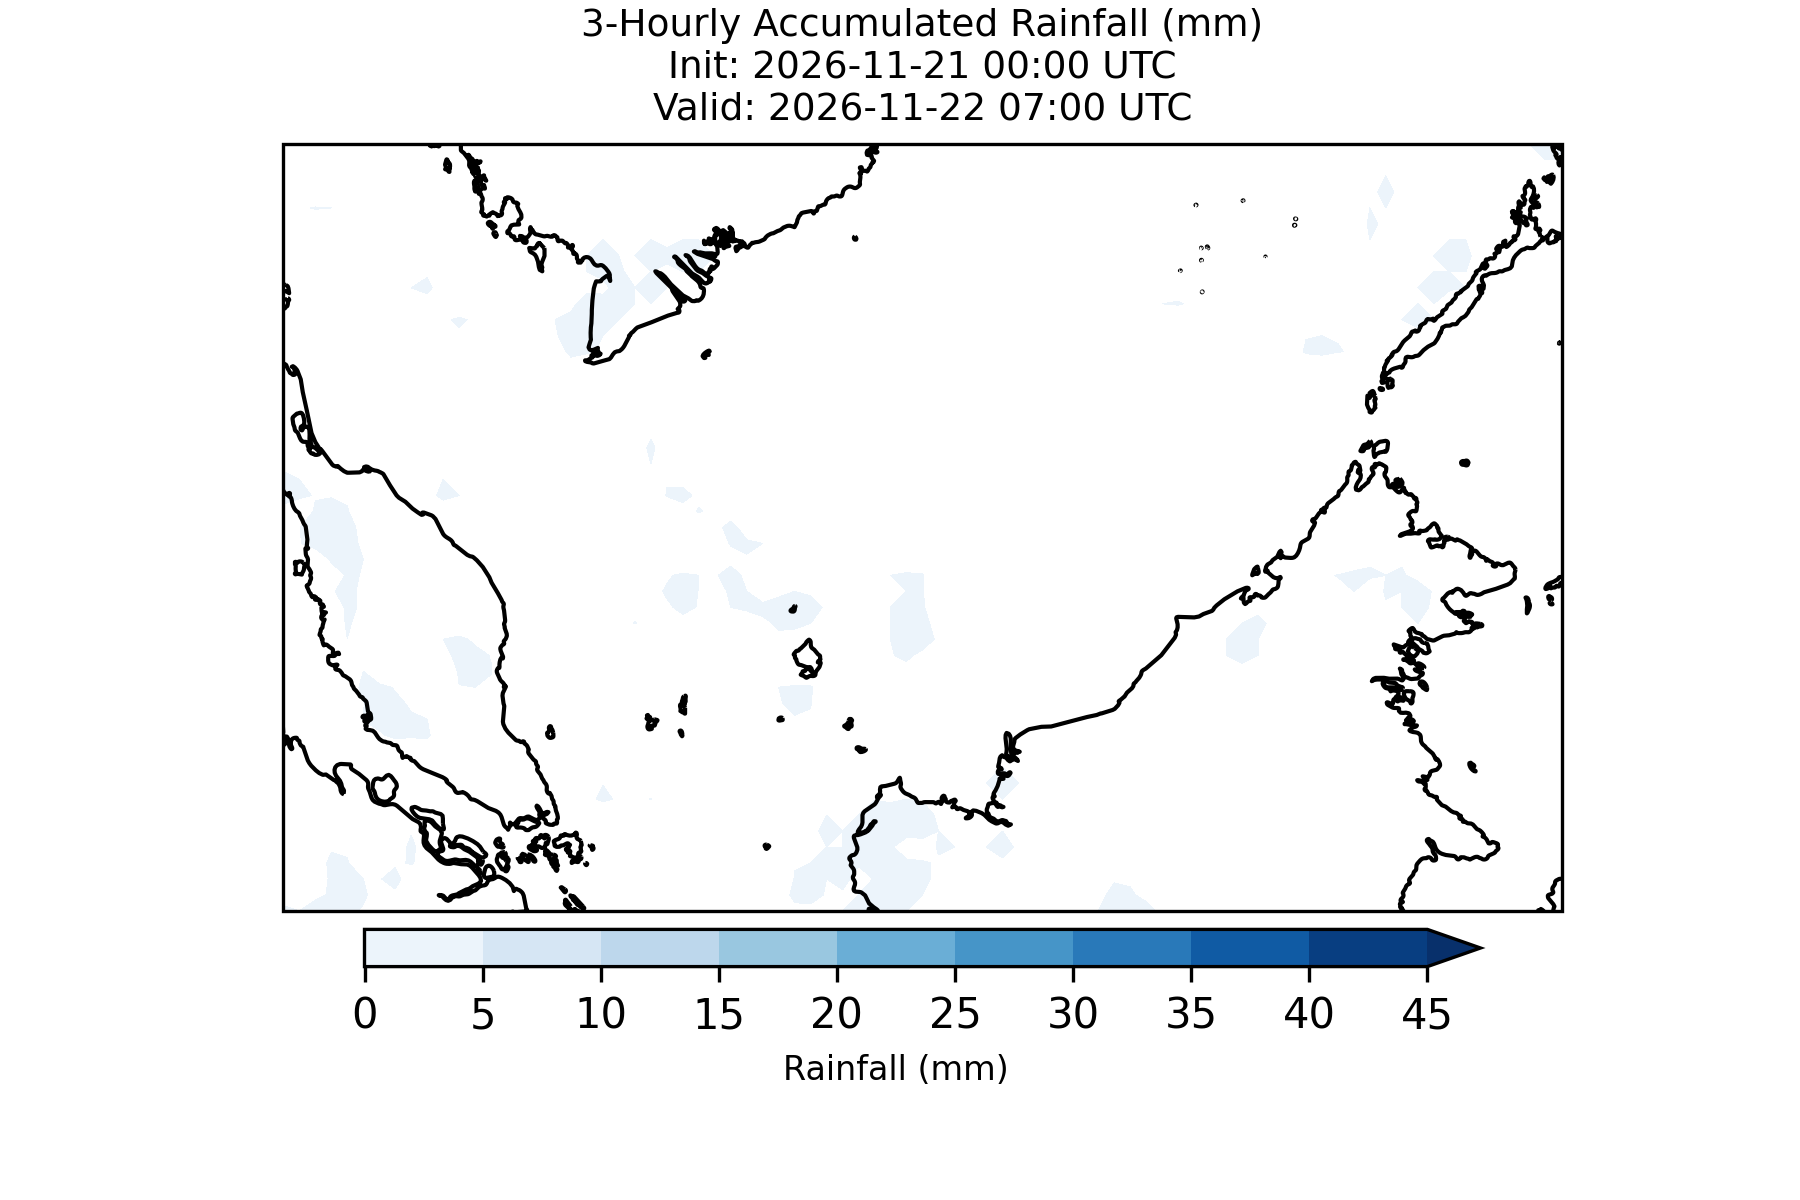 3-Hourly Accumulated Rainfall (mm)
Init: 2026-11-21 00:00 UTC
Valid: 2026-11-22 07:00 UTC
0 5 10 15 20 25 30 35 40 45
Rainfall (mm)